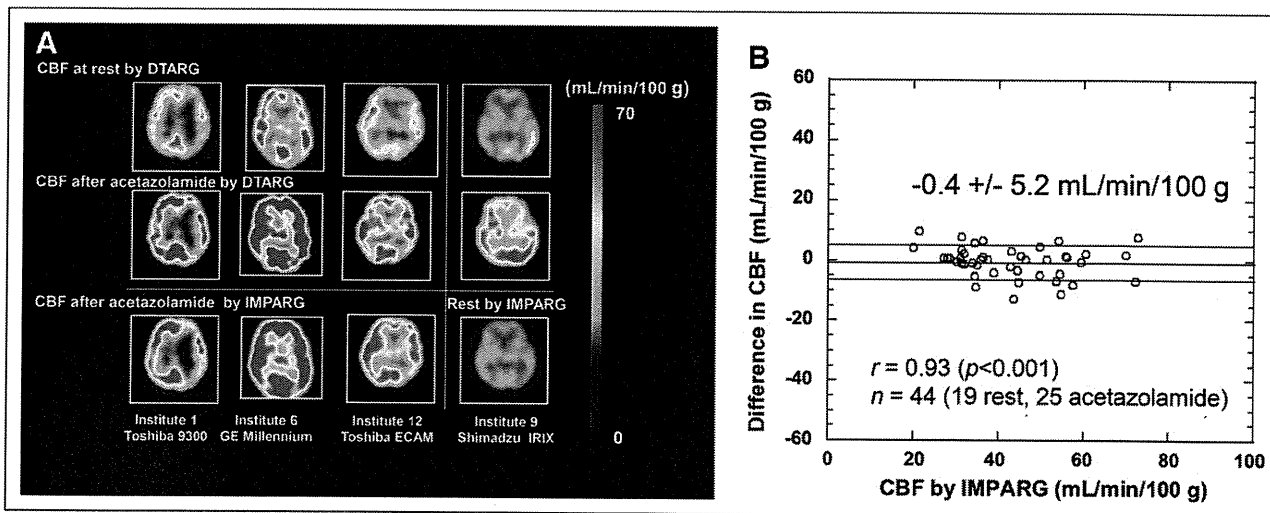 A
CBF at rest by DTARG
(mL/min/100 g)
70
CBF after acetazolamide by DTARG
CBF after acetazolamide by IMPARG
Rest by IMPARG
Institute 1
Toshiba 9300
Institute 6
GE Millennium
Institute 12
Toshiba ECAM
Institute 9
Shimadzu IRIX
0
B
Difference in CBF (mL/min/100 g)
60
40
20
0
-20
-40
-60
-0.4 +/- 5.2 mL/min/100 g
r = 0.93 (p<0.001)
n = 44 (19 rest, 25 acetazolamide)
0 20 40 60 80 100
CBF by IMPARG (mL/min/100 g)